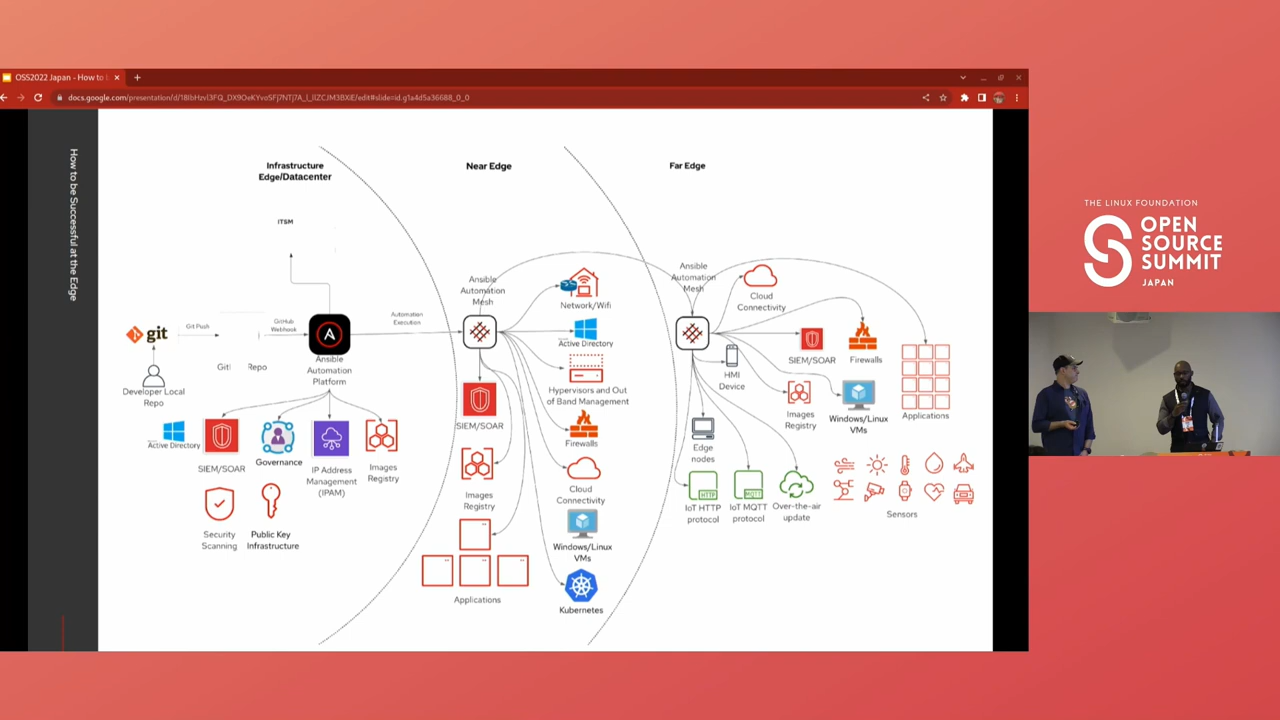 OSS2022 Japan - How to b
docs.google.com/presentation/d/
How to be Successful at the Edge
Infrastructure
Edge/Datacenter
Near Edge
Far Edge
ITSM
git
Git Push
GitHub
Webhook
Git
Repo
Developer Local
Repo
Ansible
Automation
Platform
Automation
Execution
Active Directory
SIEM/SOAR
Governance
IP Address
Management
(IPAM)
Images
Registry
Security
Scanning
Public Key
Infrastructure
Ansible
Automation
Mesh
Network/Wifi
Active Directory
Hypervisors and Out
of Band Management
SIEM/SOAR
Firewalls
Images
Registry
Cloud
Connectivity
Windows/Linux
VMs
Applications
Kubernetes
Ansible
Automation
Mesh
Cloud
Connectivity
SIEM/SOAR
Firewalls
HMI
Device
Images
Registry
Windows/Linux
VMs
Applications
Edge
nodes
HTTP
IoT HTTP
protocol
MQTT
IoT MQTT
protocol
Over-the-air
update
Sensors
THE LINUX FOUNDATION
OPEN
SOURCE
SUMMIT
JAPAN